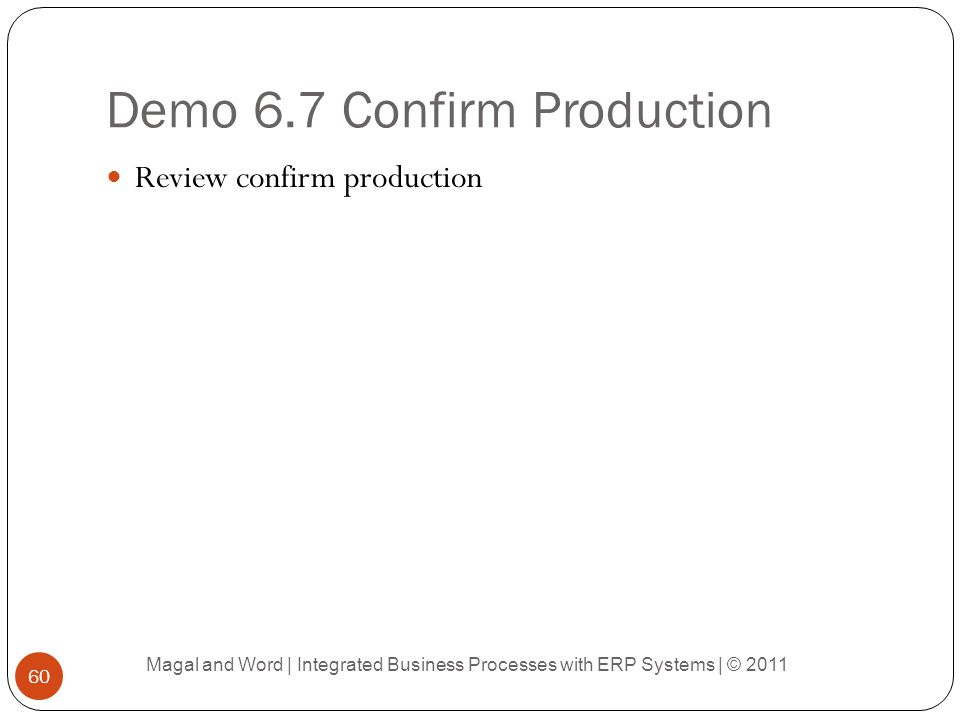 Demo 6.7 Confirm Production
Review confirm production
Magal and Word | Integrated Business Processes with ERP Systems | © 2011
60